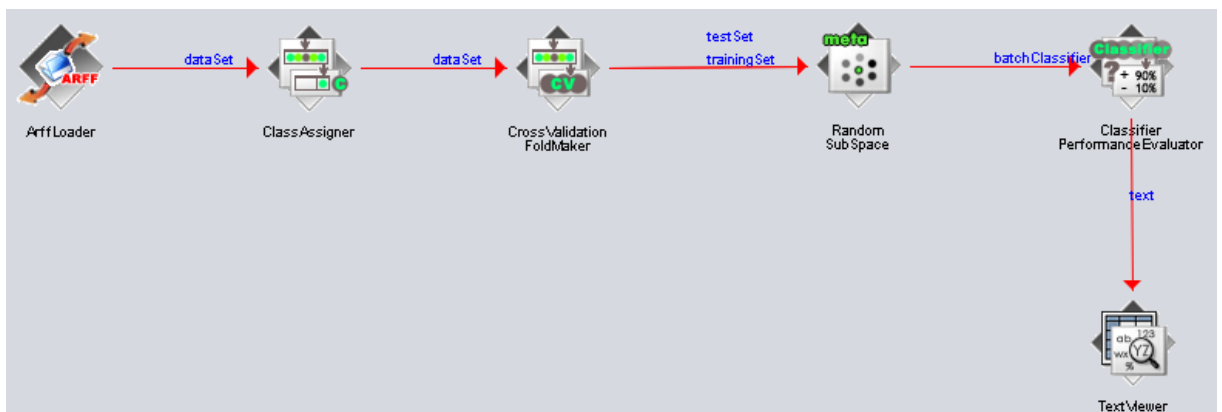 dataSet
dataSet
testSet
trainingSet
batchClassifier
ARFF
C
CV
meta
Classifier
?
+ 90%
- 10%
ArffLoader
ClassAssigner
CrossValidation
FoldMaker
Random
SubSpace
Classifier
PerformanceEvaluator
text
ab 123
wx YZ
%
TextViewer